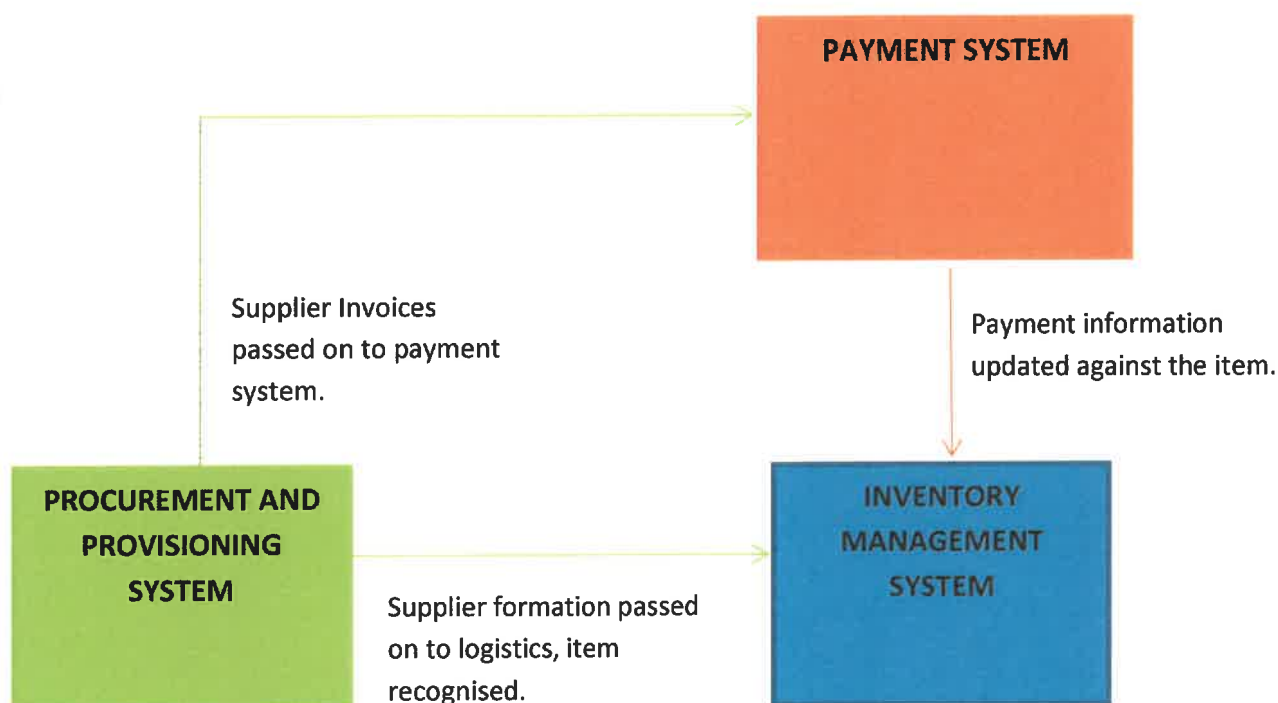 PAYMENT SYSTEM
Supplier Invoices
passed on to payment
system.
Payment information
updated against the item.
PROCUREMENT AND
PROVISIONING
SYSTEM
INVENTORY
MANAGEMENT
SYSTEM
Supplier formation passed
on to logistics, item
recognised.